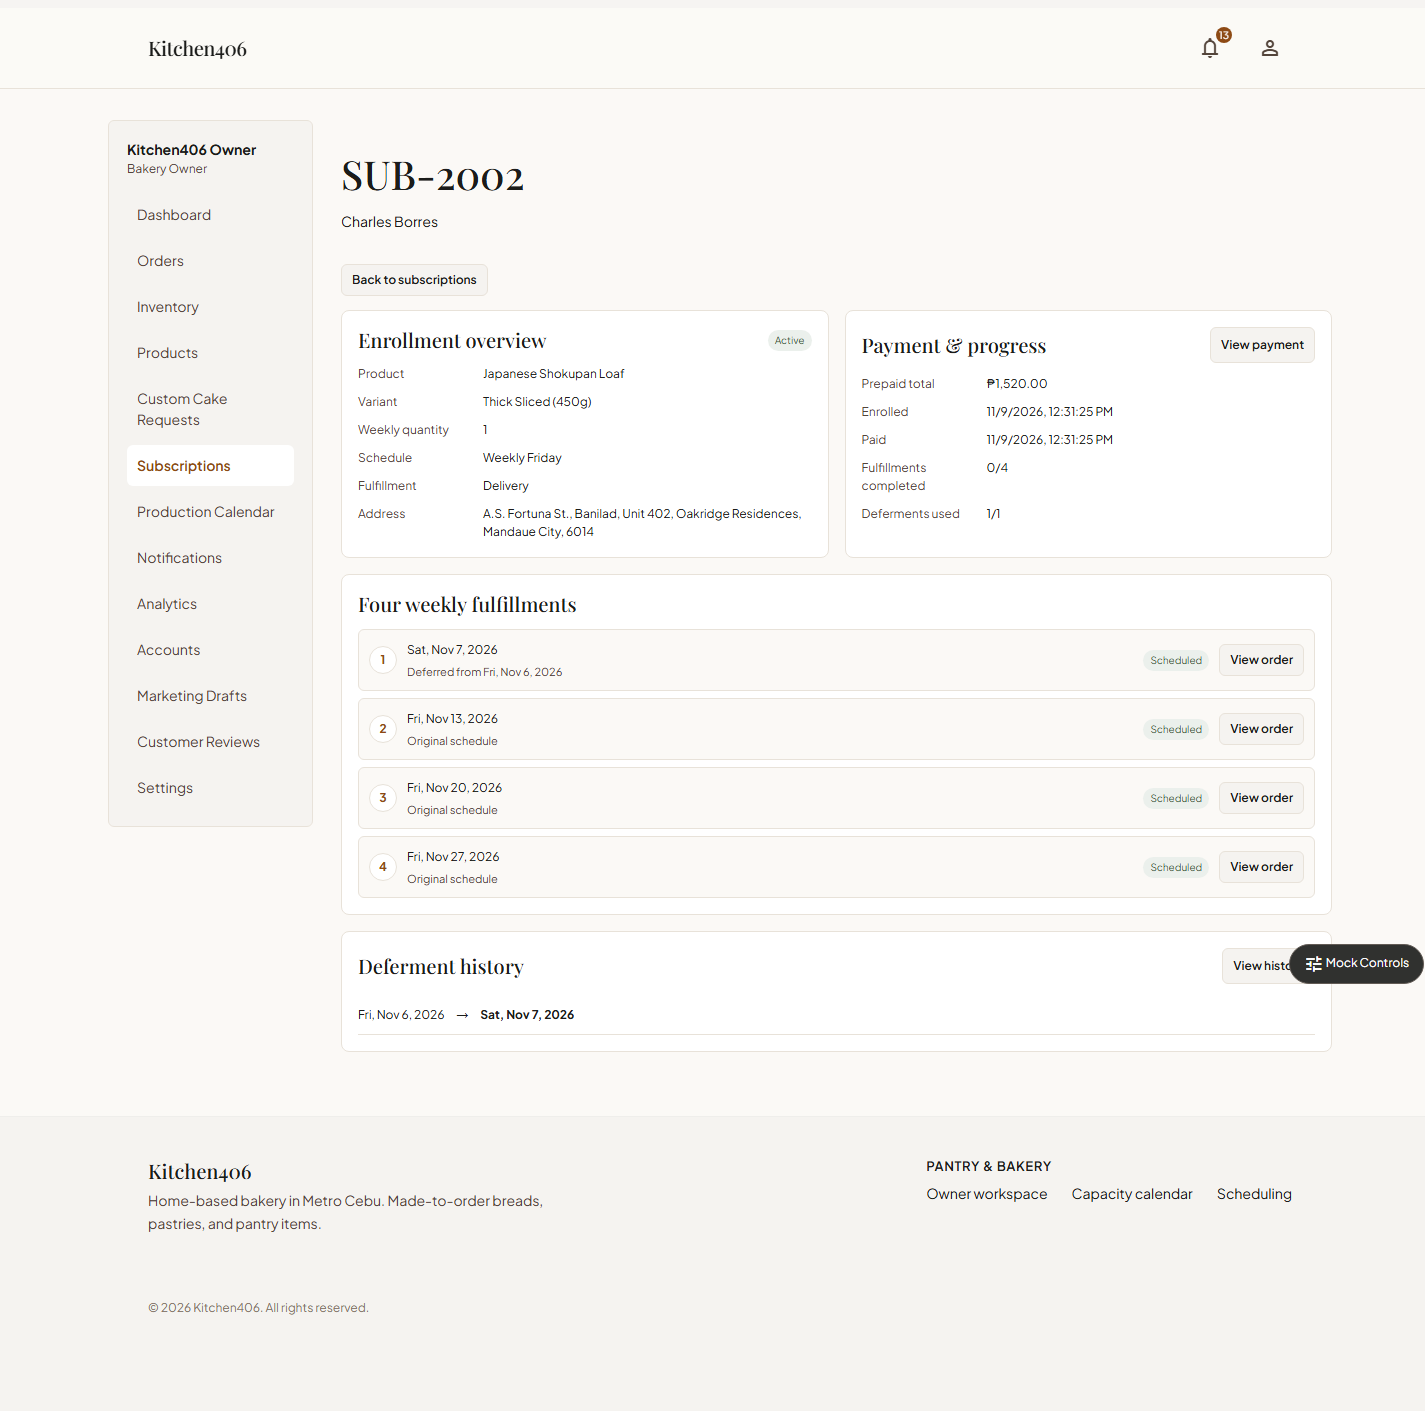 Kitchen406
13
Kitchen406 Owner
Bakery Owner
Dashboard
Orders
Inventory
Products
Custom Cake
Requests
Subscriptions
Production Calendar
Notifications
Analytics
Accounts
Marketing Drafts
Customer Reviews
Settings
SUB-2002
Charles Borres
Back to subscriptions
Enrollment overview
Active
Product Japanese Shokupan Loaf
Variant Thick Sliced (450g)
Weekly quantity 1
Schedule Weekly Friday
Fulfillment Delivery
Address A.S. Fortuna St., Banilad, Unit 402, Oakridge Residences,
Mandaue City, 6014
Payment & progress
View payment
Prepaid total ₱1,520.00
Enrolled 11/9/2026, 12:31:25 PM
Paid 11/9/2026, 12:31:25 PM
Fulfillments 0/4
completed
Deferments used 1/1
Four weekly fulfillments
1 Sat, Nov 7, 2026
Deferred from Fri, Nov 6, 2026
Scheduled View order
2 Fri, Nov 13, 2026
Original schedule
Scheduled View order
3 Fri, Nov 20, 2026
Original schedule
Scheduled View order
4 Fri, Nov 27, 2026
Original schedule
Scheduled View order
Deferment history
View histo
Mock Controls
Fri, Nov 6, 2026 → Sat, Nov 7, 2026
Kitchen406
Home-based bakery in Metro Cebu. Made-to-order breads,
pastries, and pantry items.
PANTRY & BAKERY
Owner workspace Capacity calendar Scheduling
© 2026 Kitchen406. All rights reserved.